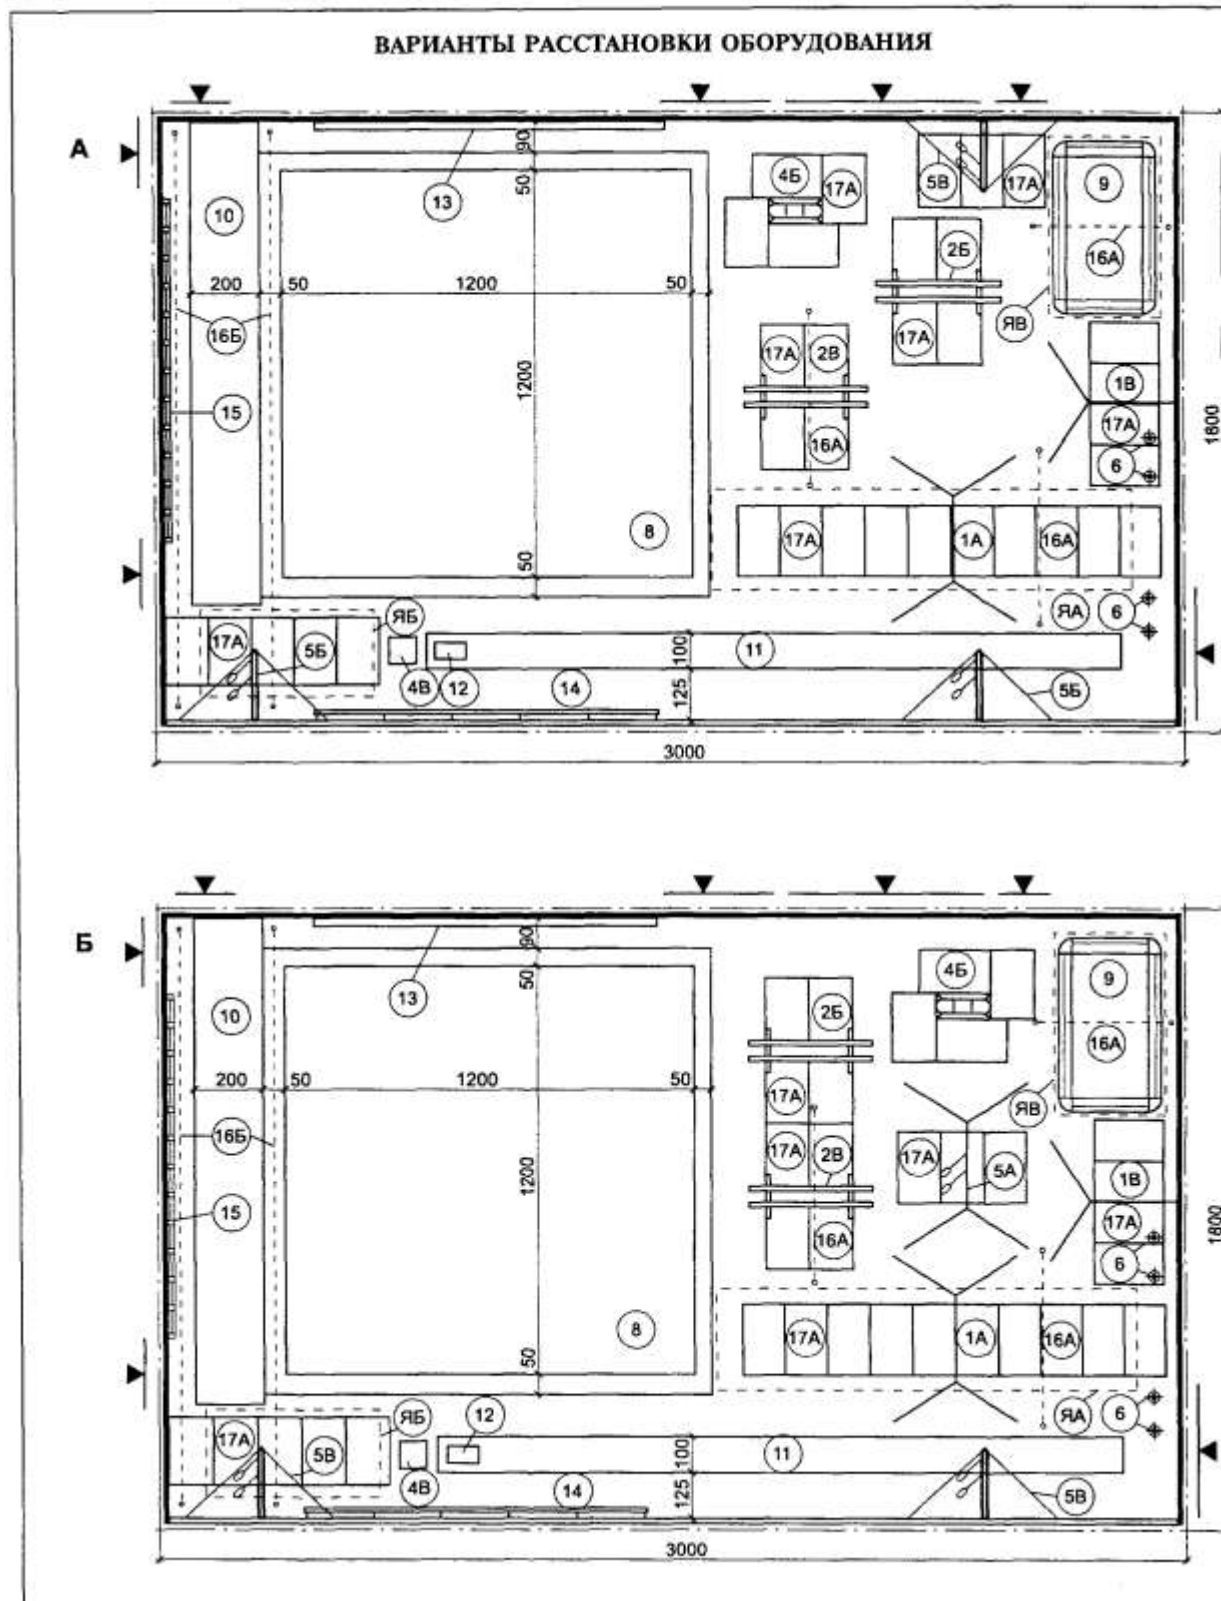 ВАРИАНТЫ РАССТАНОВКИ ОБОРУДОВАНИЯ
А
90
4Б
17А
5В
17А
9
50
13
10
2Б
16А
200
50
1200
50
ЯВ
16Б
17А
17А
2В
1В
1200
15
17А
1800
16А
6
8
17А
1А
16А
50
ЯБ
ЯА
6
17А
5Б
100
11
4В
12
14
125
5Б
3000
Б
90
4Б
50
13
9
10
2Б
16А
200
50
1200
50
17А
ЯВ
16Б
17А
2В
17А
5А
1В
1200
15
17А
1800
16А
6
8
17А
1А
16А
50
ЯБ
12
ЯА
6
17А
5В
100
11
4В
14
125
5В
3000